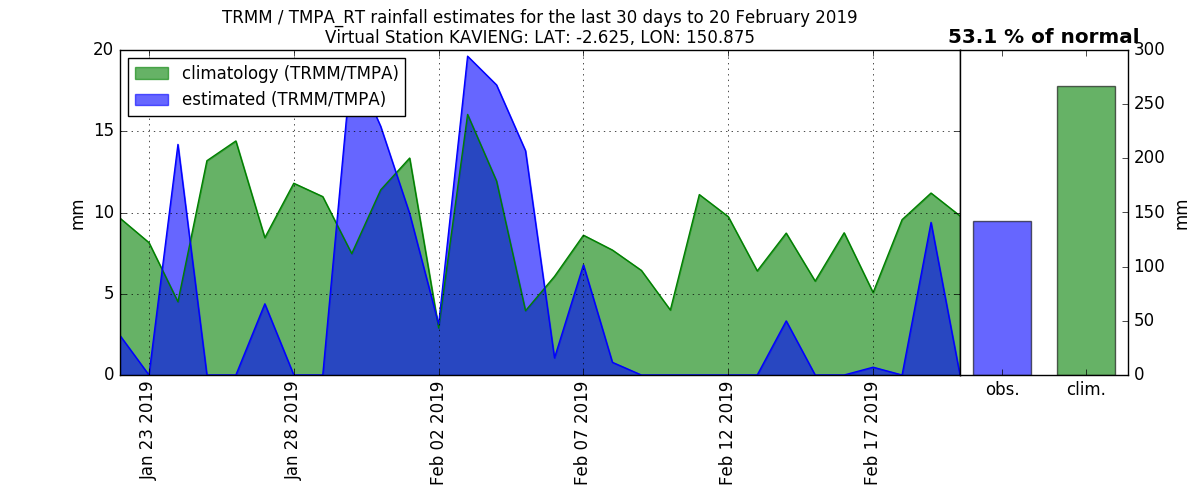 TRMM / TMPA_RT rainfall estimates for the last 30 days to 20 February 2019
Virtual Station KAVIENG: LAT: -2.625, LON: 150.875
53.1 % of normal
climatology (TRMM/TMPA)
estimated (TRMM/TMPA)
20
15
10
5
0
mm
Jan 23 2019
Jan 28 2019
Feb 02 2019
Feb 07 2019
Feb 12 2019
Feb 17 2019
obs.
clim.
300
250
200
150
100
50
0
mm